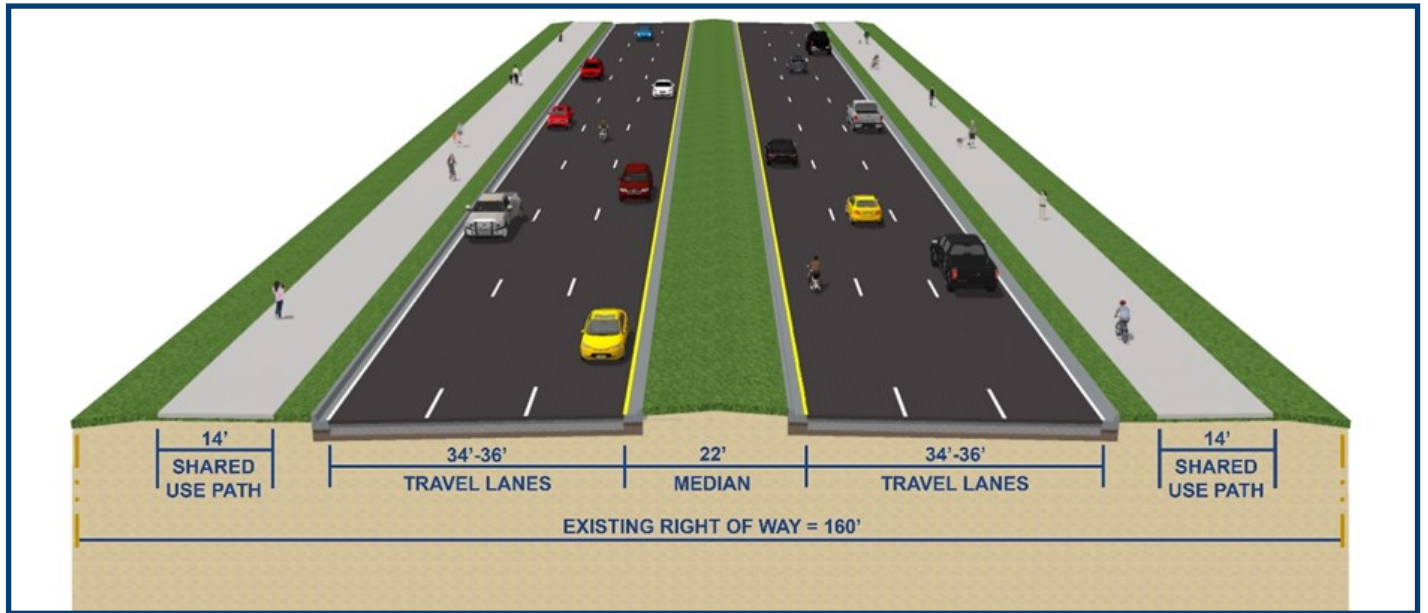 14'
SHARED
USE PATH
34'-36'
TRAVEL LANES
22'
MEDIAN
34'-36'
TRAVEL LANES
14'
SHARED
USE PATH
EXISTING RIGHT OF WAY = 160'